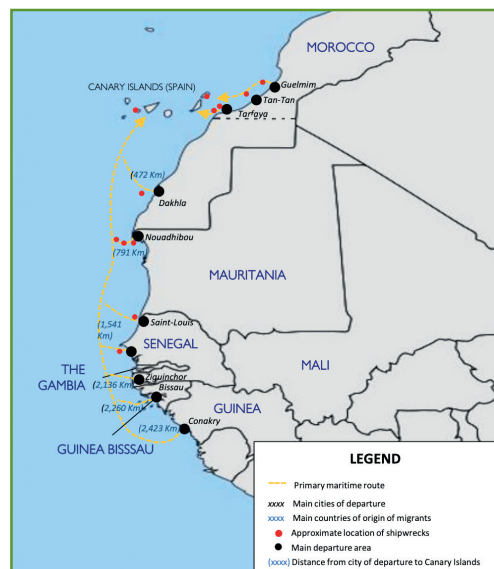 MOROCCO
CANARY ISLANDS (SPAIN)
Guelmim
Tan-Tan
Tarfaya
(472 Km)
Dakhla
Nouadhibou
(791 Km)
MAURITANIA
Saint-Louis
(1,541
Km)
SENEGAL
MALI
THE
GAMBIA
Ziguinchor
(2,136 Km)
Bissau
(2,260 Km)
GUINEA
Conakry
(2,423 Km)
GUINEA BISSSAU
LEGEND
Primary maritime route
xxxx Main cities of departure
xxxx Main countries of origin of migrants
Approximate location of shipwrecks
Main departure area
(xxxx) Distance from city of departure to Canary Islands